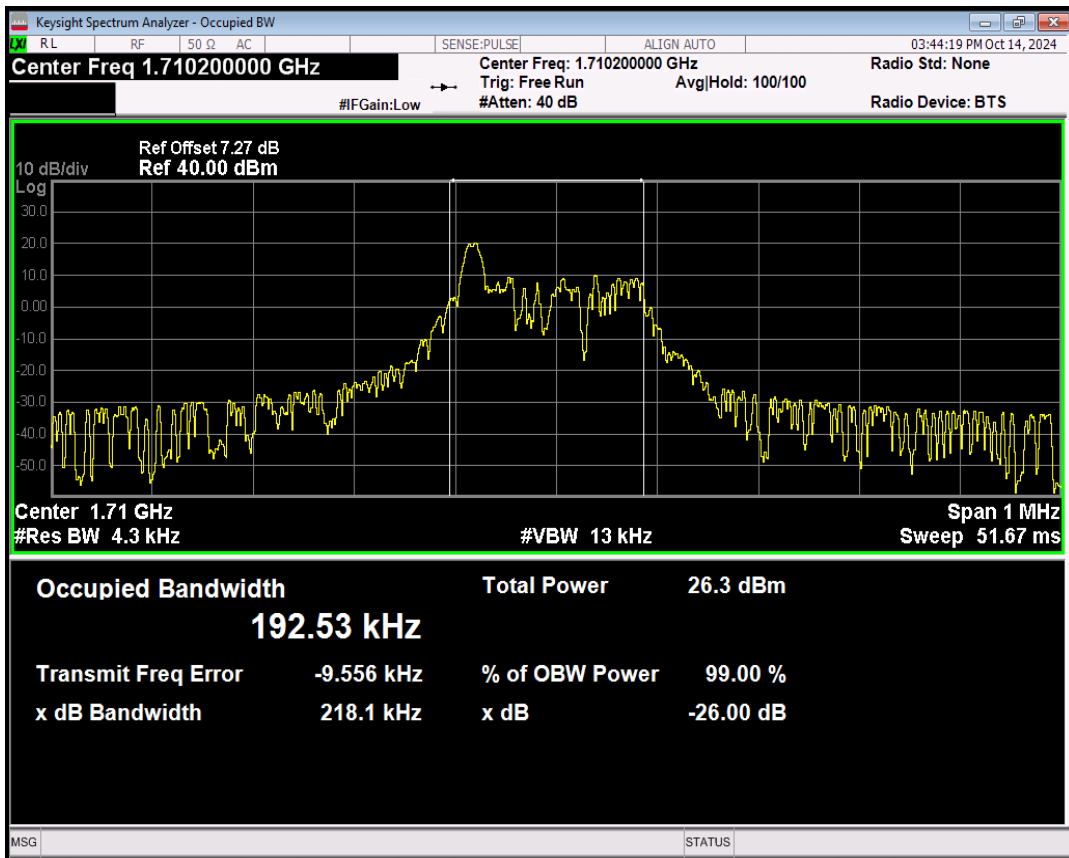 Keysight Spectrum Analyzer - Occupied BW
LXI RL RF 50 Ω AC SENSE:PULSE ALIGN AUTO 03:44:19 PM Oct 14, 2024
Center Freq 1.710200000 GHz Center Freq: 1.710200000 GHz Radio Std: None
Trig: Free Run Avg|Hold: 100/100
#IFGain:Low #Atten: 40 dB Radio Device: BTS
Ref Offset 7.27 dB
10 dB/div Ref 40.00 dBm
Log
30.0
20.0
10.0
0.00
-10.0
-20.0
-30.0
-40.0
-50.0
Center 1.71 GHz Span 1 MHz
#Res BW 4.3 kHz #VBW 13 kHz Sweep 51.67 ms
Occupied Bandwidth Total Power 26.3 dBm
192.53 kHz
Transmit Freq Error -9.556 kHz % of OBW Power 99.00 %
x dB Bandwidth 218.1 kHz x dB -26.00 dB
MSG STATUS